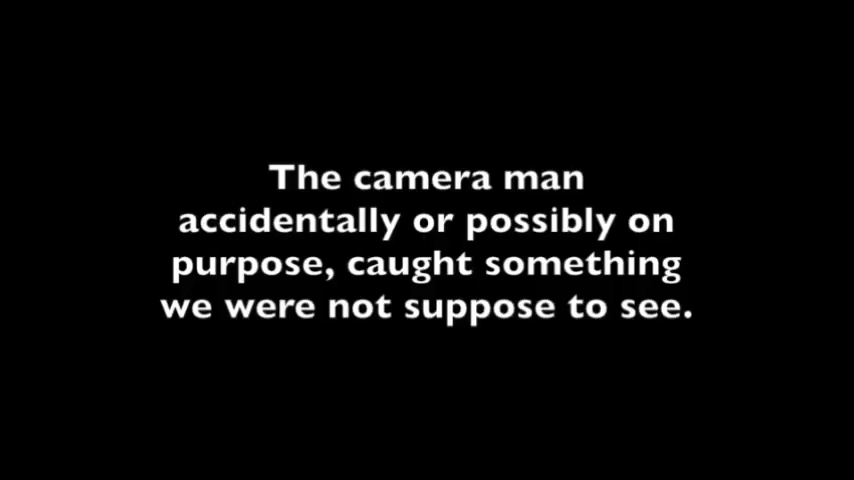 The camera man
accidentally or possibly on
purpose, caught something
we were not suppose to see.